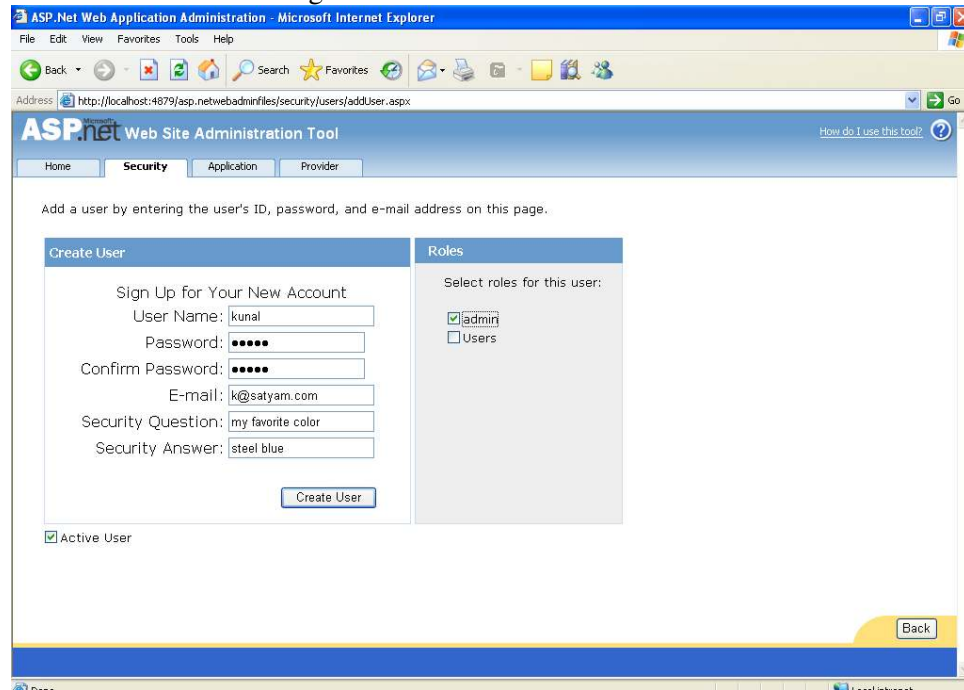 ASP.Net Web Application Administration - Microsoft Internet Explorer
File Edit View Favorites Tools Help
Back Search Favorites
Address http://localhost:4879/asp.netwebadminfiles/security/users/addUser.aspx Go
Microsoft
ASP.net Web Site Administration Tool How do I use this tool? ?
Home Security Application Provider
Add a user by entering the user's ID, password, and e-mail address on this page.
Create User
Sign Up for Your New Account
User Name: kunal
Password: •••••
Confirm Password: •••••
E-mail: k@satyam.com
Security Question: my favorite color
Security Answer: steel blue
Create User
Active User
Roles
Select roles for this user:
admin
Users
Back
Done Local intranet